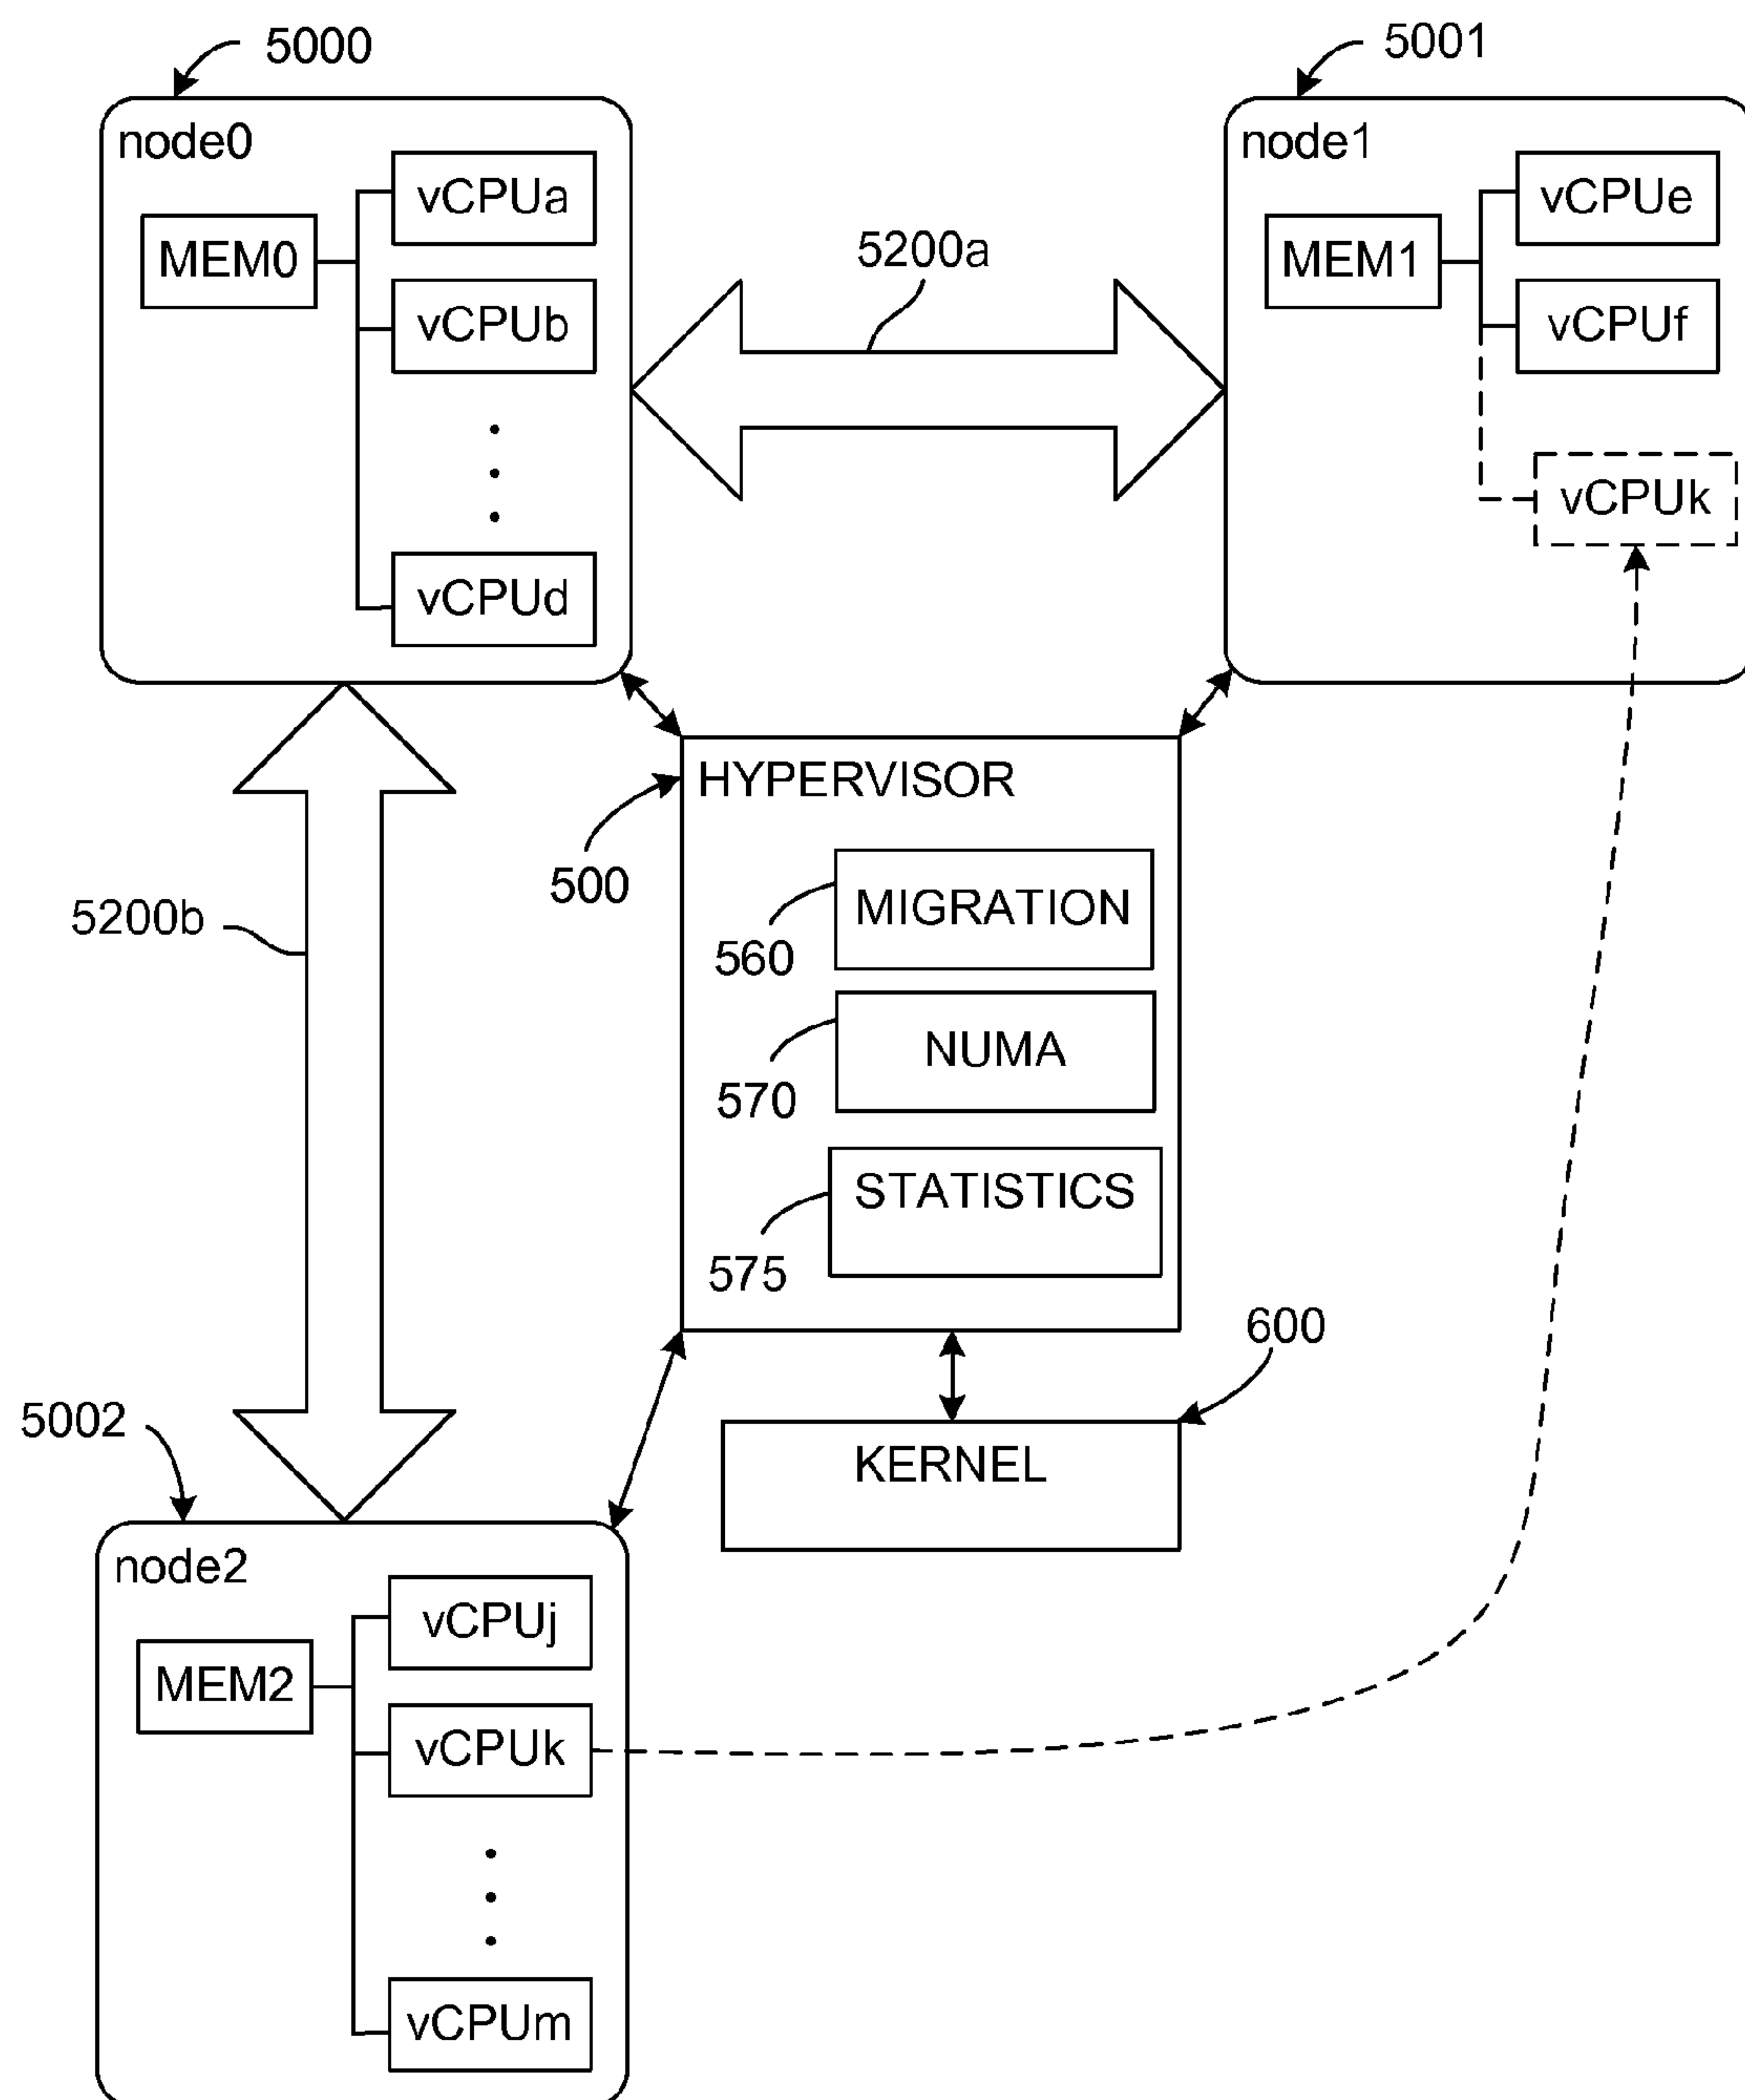 5000
5001
node0
vCPUa
MEM0
vCPUb
vCPUd
5200a
node1
vCPUe
MEM1
vCPUf
vCPUk
HYPERVISOR
500
MIGRATION
560
NUMA
570
STATISTICS
575
5200b
600
KERNEL
5002
node2
vCPUj
MEM2
vCPUk
vCPUm